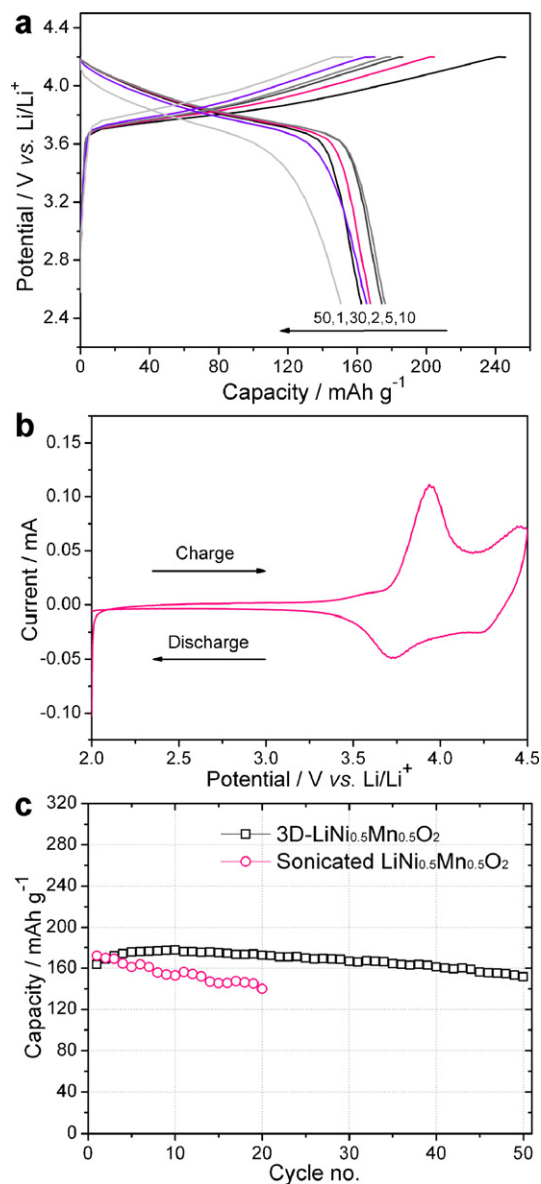 a
Potential / V vs. Li/Li⁺
4.2
3.6
3.0
2.4
50,1,30,2,5,10
0 40 80 120 160 200 240
Capacity / mAh g⁻¹
b
Current / mA
0.15
0.10
0.05
0.00
-0.05
-0.10
Charge
Discharge
2.0 2.5 3.0 3.5 4.0 4.5
Potential / V vs. Li/Li⁺
c
Capacity / mAh g⁻¹
320
280
240
200
160
120
80
40
0
3D-LiNi₀.₅Mn₀.₅O₂
Sonicated LiNi₀.₅Mn₀.₅O₂
0 10 20 30 40 50
Cycle no.